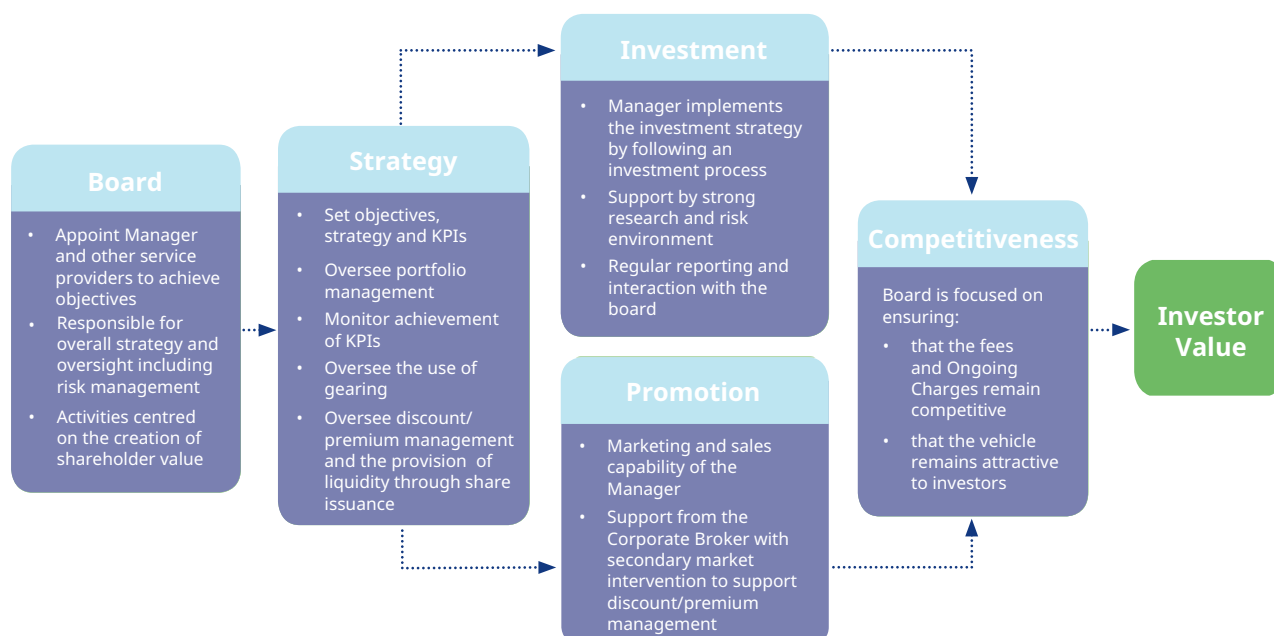 Board
• Appoint Manager
and other service
providers to achieve
objectives
• Responsible for
overall strategy and
oversight including
risk management
• Activities centred
on the creation of
shareholder value
Strategy
• Set objectives,
strategy and KPIs
• Oversee portfolio
management
• Monitor achievement
of KPIs
• Oversee the use of
gearing
• Oversee discount/
premium management
and the provision of
liquidity through share
issuance
Investment
• Manager implements
the investment strategy
by following an
investment process
• Support by strong
research and risk
environment
• Regular reporting and
interaction with the
board
Promotion
• Marketing and sales
capability of the
Manager
• Support from the
Corporate Broker with
secondary market
intervention to support
discount/premium
management
Competitiveness
Board is focused on
ensuring:
• that the fees
and Ongoing
Charges remain
competitive
• that the vehicle
remains attractive
to investors
Investor
Value